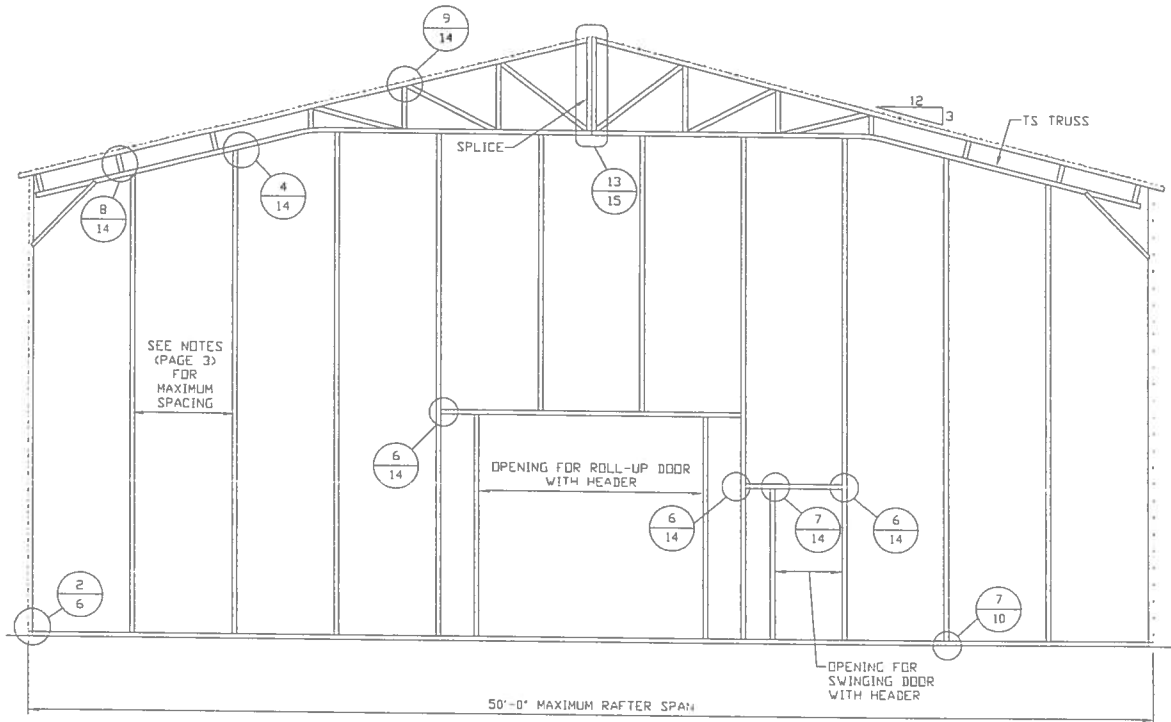 9
14
12
3
TS TRUSS
SPLICE
13
15
4
14
8
14
SEE NOTES
(PAGE 3)
FOR
MAXIMUM
SPACING
6
14
OPENING FOR ROLL-UP DOOR
WITH HEADER
6
14
7
14
6
14
2
6
7
10
OPENING FOR
SWINGING DOOR
WITH HEADER
50'-0" MAXIMUM RAFTER SPAN